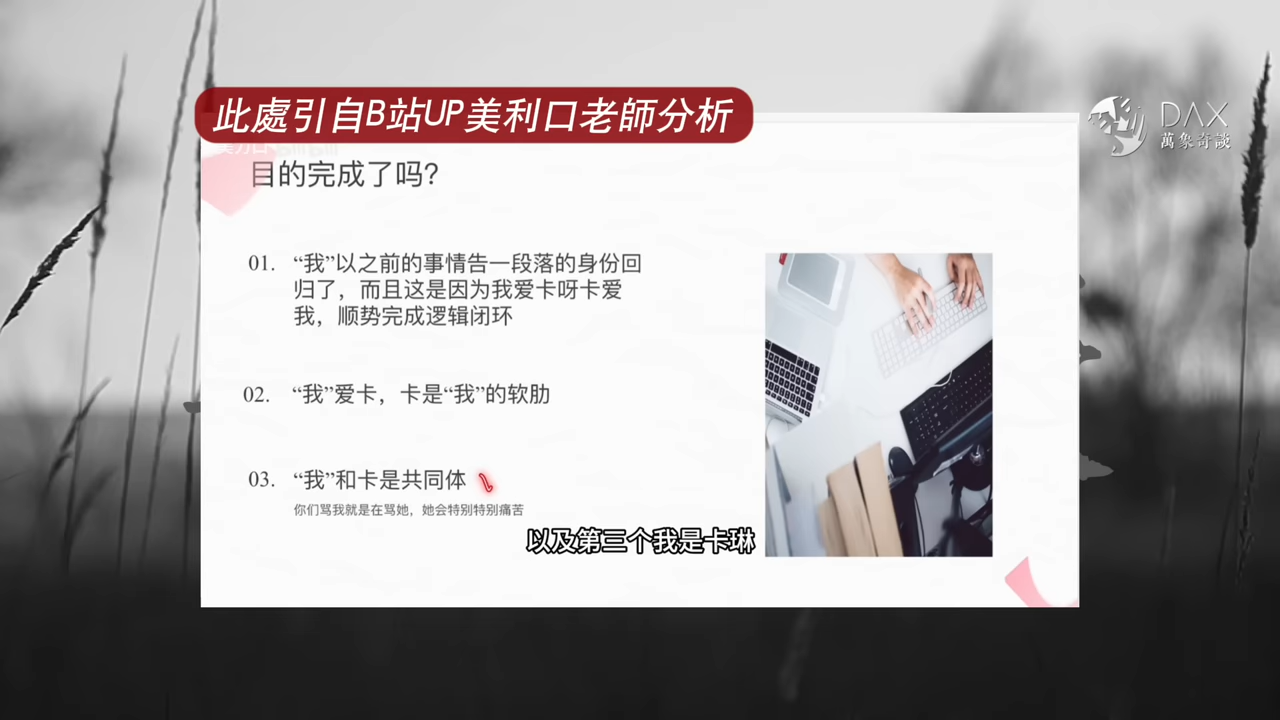 此處引自B站UP美利口老師分析
DAX
萬象奇談
目的完成了吗?
01. “我”以之前的事情告一段落的身份回
归了，而且这是因为我爱卡呀卡爱
我，顺势完成逻辑闭环
02. “我”爱卡，卡是“我”的软肋
03. “我”和卡是共同体
你们骂我就是在骂她，她会特别特别痛苦
以及第三个我是卡琳